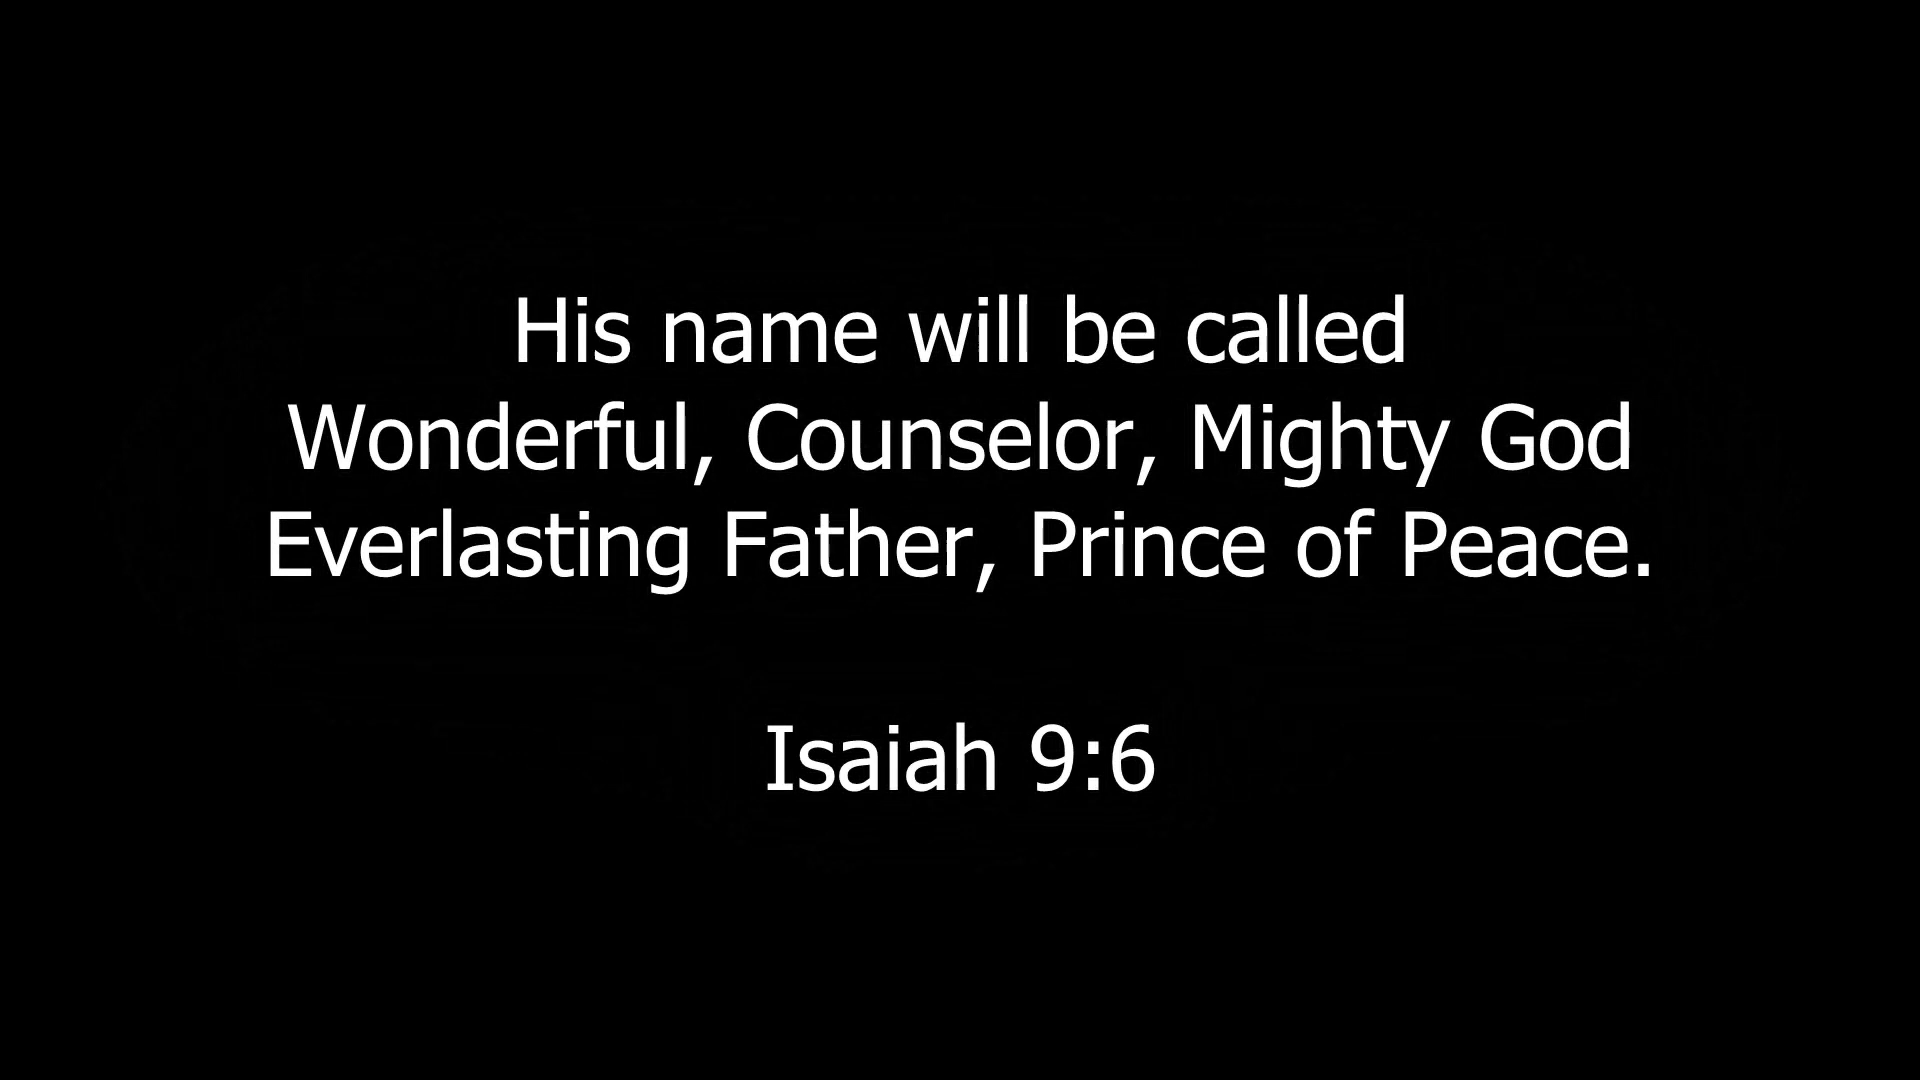 His name will be called
Wonderful, Counselor, Mighty God
Everlasting Father, Prince of Peace.
Isaiah 9:6